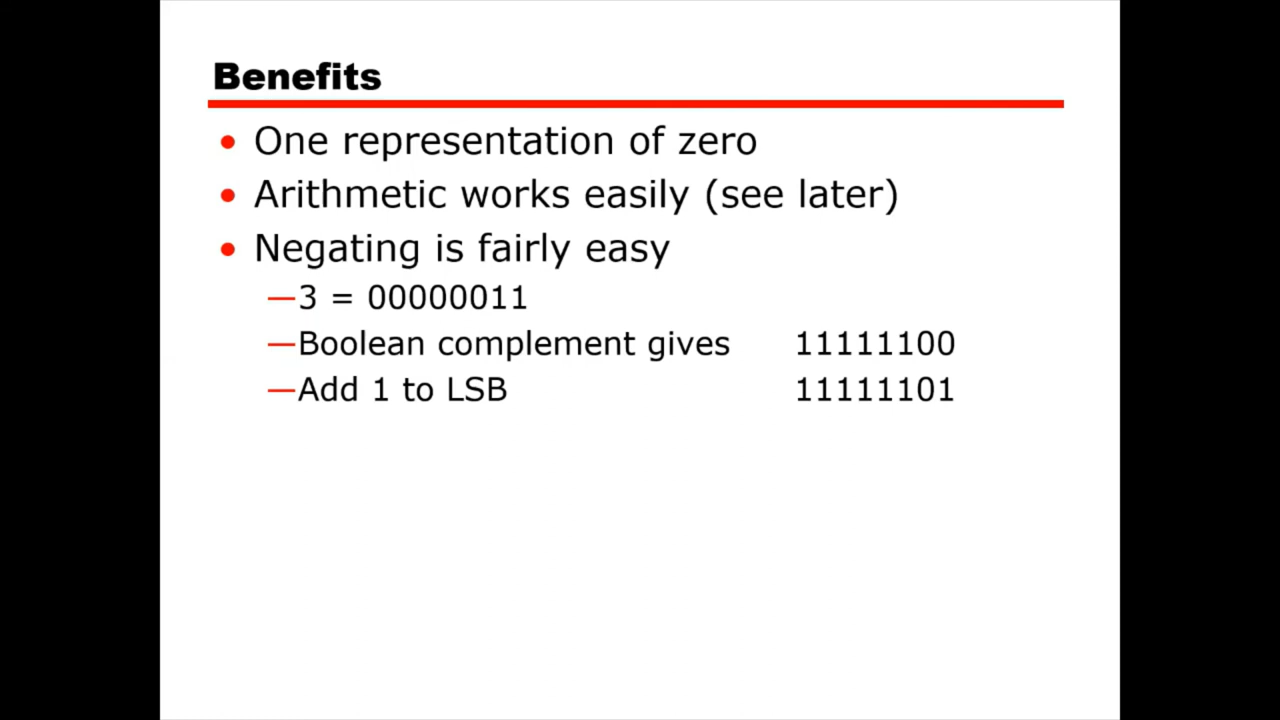 Benefits
• One representation of zero
• Arithmetic works easily (see later)
• Negating is fairly easy
—3 = 00000011
—Boolean complement gives 11111100
—Add 1 to LSB 11111101